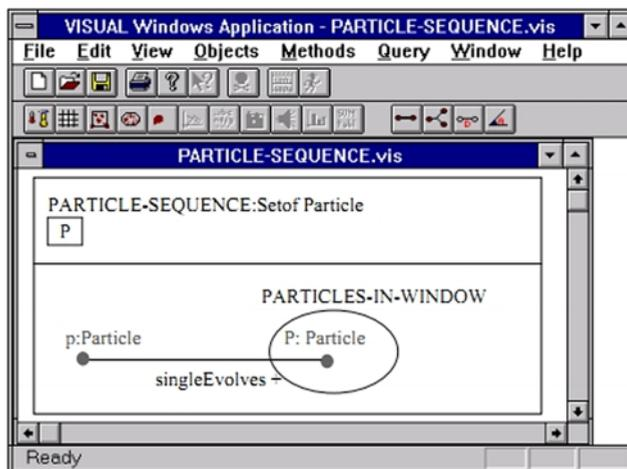 VISUAL Windows Application - PARTICLE-SEQUENCE.vis
File Edit View Objects Methods Query Window Help
PARTICLE-SEQUENCE.vis
PARTICLE-SEQUENCE:Setof Particle
P
PARTICLES-IN-WINDOW
p:Particle P: Particle
singleEvolves +
Ready